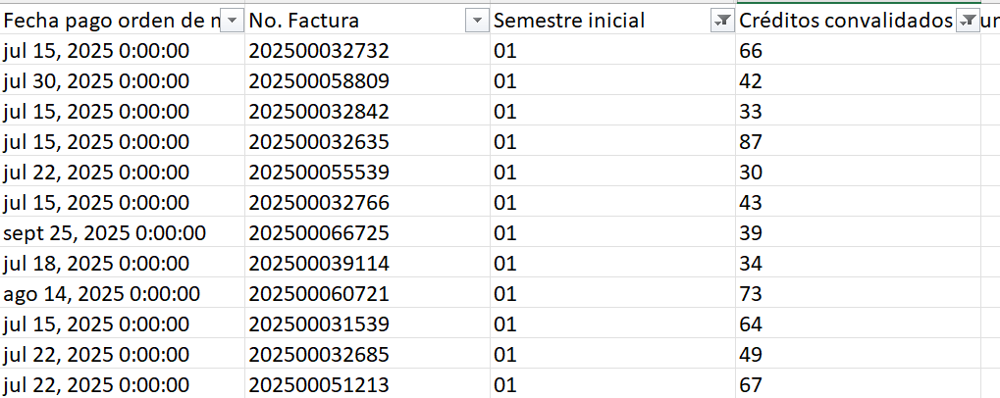 Fecha pago orden de m No. Factura Semestre inicial Créditos convalidados un
jul 15, 2025 0:00:00 202500032732 01 66
jul 30, 2025 0:00:00 202500058809 01 42
jul 15, 2025 0:00:00 202500032842 01 33
jul 15, 2025 0:00:00 202500032635 01 87
jul 22, 2025 0:00:00 202500055539 01 30
jul 15, 2025 0:00:00 202500032766 01 43
sept 25, 2025 0:00:00 202500066725 01 39
jul 18, 2025 0:00:00 202500039114 01 34
ago 14, 2025 0:00:00 202500060721 01 73
jul 15, 2025 0:00:00 202500031539 01 64
jul 22, 2025 0:00:00 202500032685 01 49
jul 22, 2025 0:00:00 202500051213 01 67